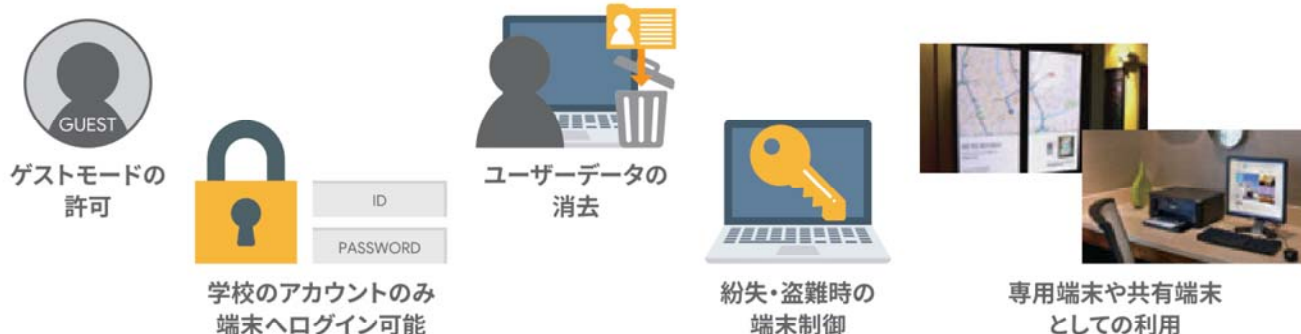 GUEST
ゲストモードの
許可
ID
PASSWORD
学校のアカウントのみ
端末へログイン可能
ユーザーデータの
消去
紛失・盗難時の
端末制御
専用端末や共有端末
としての利用